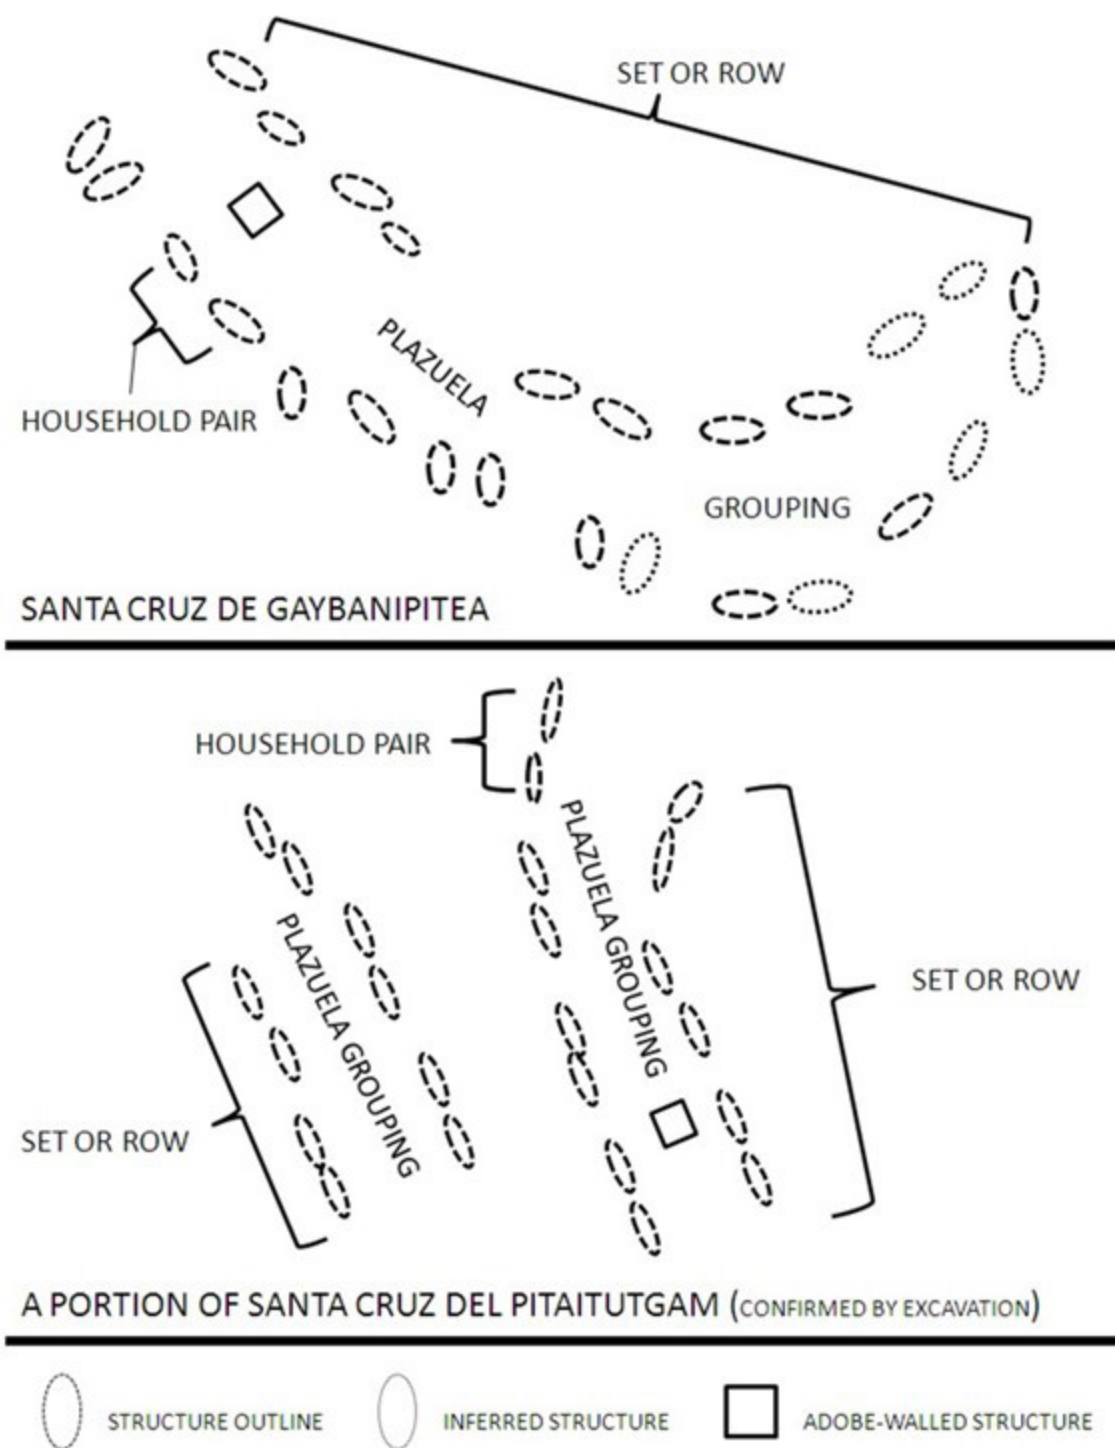 SET OR ROW
PLAZUELA
HOUSEHOLD PAIR
GROUPING
SANTA CRUZ DE GAYBANIPITEA
HOUSEHOLD PAIR
PLAZUELA GROUPING
PLAZUELA GROUPING
SET OR ROW
SET OR ROW
A PORTION OF SANTA CRUZ DEL PITAITUTGAM (CONFIRMED BY EXCAVATION)
STRUCTURE OUTLINE INFERRED STRUCTURE ADOBE-WALLED STRUCTURE